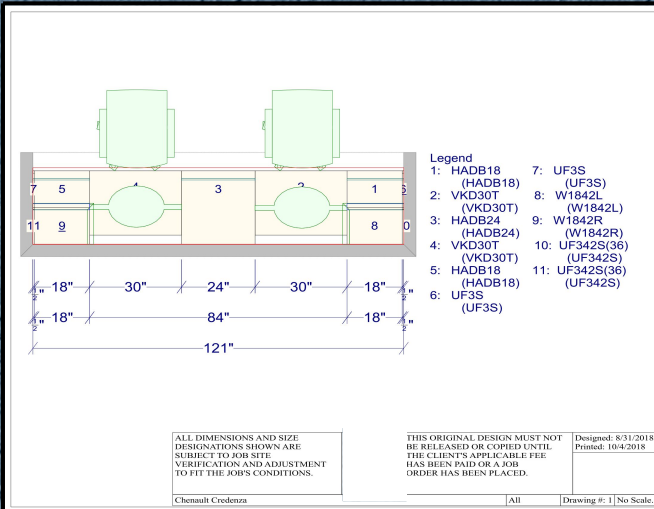 Legend
1: HADB18
(HADB18)
2: VKD30T
(VKD30T)
3: HADB24
(HADB24)
4: VKD30T
(VKD30T)
5: HADB18
(HADB18)
6: UF3S
(UF3S)
7: UF3S
(UF3S)
8: W1842L
(W1842L)
9: W1842R
(W1842R)
10: UF342S(36)
(UF342S)
11: UF342S(36)
(UF342S)
7 5 3 1 6
11 9 8 0
18" 30" 24" 30" 18"
18" 84" 18"
121"
ALL DIMENSIONS AND SIZE
DESIGNATIONS SHOWN ARE
SUBJECT TO JOB SITE
VERIFICATION AND ADJUSTMENT
TO FIT THE JOB'S CONDITIONS.
THIS ORIGINAL DESIGN MUST NOT
BE RELEASED OR COPIED UNTIL
THE CLIENT'S APPLICABLE FEE
HAS BEEN PAID OR A JOB
ORDER HAS BEEN PLACED.
Designed: 8/31/2018
Printed: 10/4/2018
Chenault Credenza
All
Drawing #: 1
No Scale.